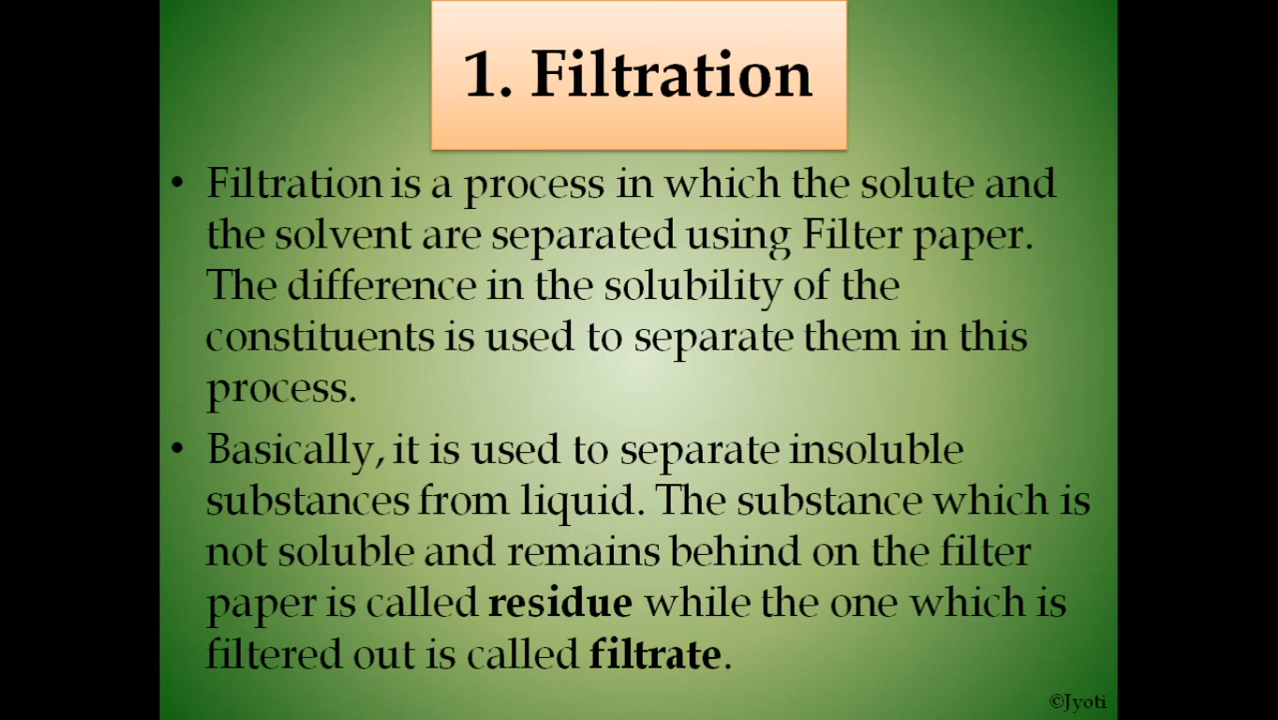 1. Filtration
• Filtration is a process in which the solute and
the solvent are separated using Filter paper.
The difference in the solubility of the
constituents is used to separate them in this
process.
• Basically, it is used to separate insoluble
substances from liquid. The substance which is
not soluble and remains behind on the filter
paper is called residue while the one which is
filtered out is called filtrate.
©Jyoti